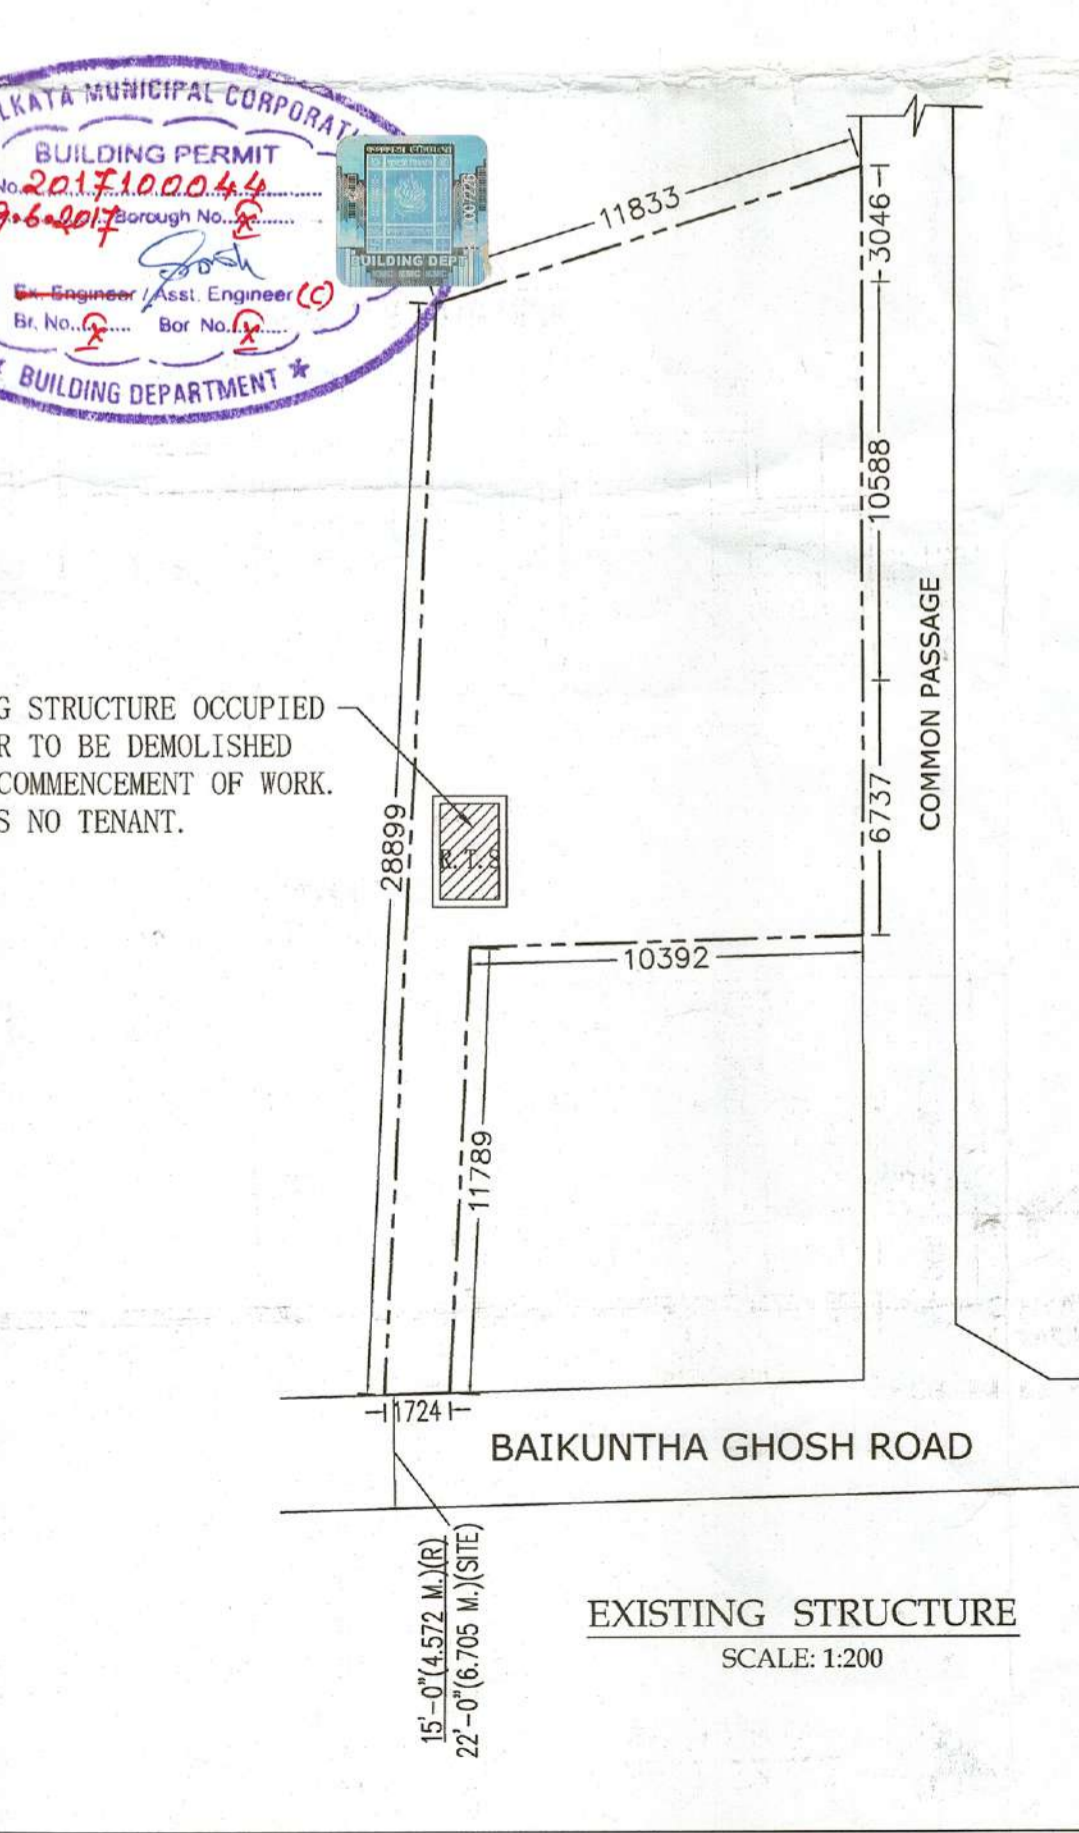 LKATA MUNICIPAL CORPORAT
BUILDING PERMIT
No. 2017100044
9.6.2017 Borough No. X
Ex. Engineer / Asst. Engineer (C)
Br. No. X Bor No. X
BUILDING DEPARTMENT *
BUILDING DEPT
11833
3046
10588
COMMON PASSAGE
G STRUCTURE OCCUPIED
R TO BE DEMOLISHED
COMMENCEMENT OF WORK.
S NO TENANT.
28899
R.T.S
6737
10392
11789
1724
BAIKUNTHA GHOSH ROAD
15'-0"(4.572 M.)(R)
22'-0"(6.705 M.)(SITE)
EXISTING STRUCTURE
SCALE: 1:200